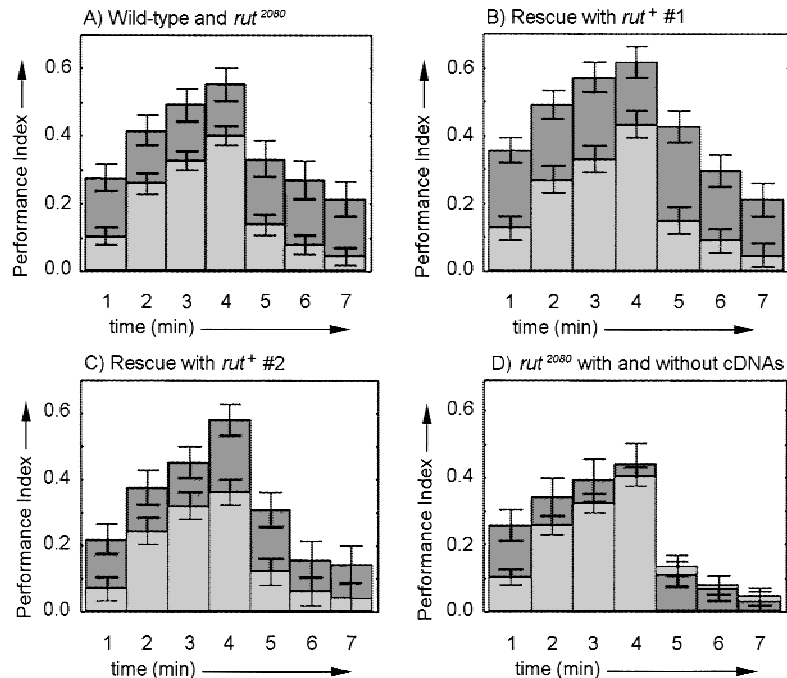 A) Wild-type and rut 2080
Performance Index
0.6
0.4
0.2
0.0
1 2 3 4 5 6 7
time (min)
B) Rescue with rut+ #1
Performance Index
0.6
0.4
0.2
0.0
1 2 3 4 5 6 7
time (min)
C) Rescue with rut+ #2
Performance Index
0.6
0.4
0.2
0.0
1 2 3 4 5 6 7
time (min)
D) rut 2080 with and without cDNAs
Performance Index
0.6
0.4
0.2
0.0
1 2 3 4 5 6 7
time (min)